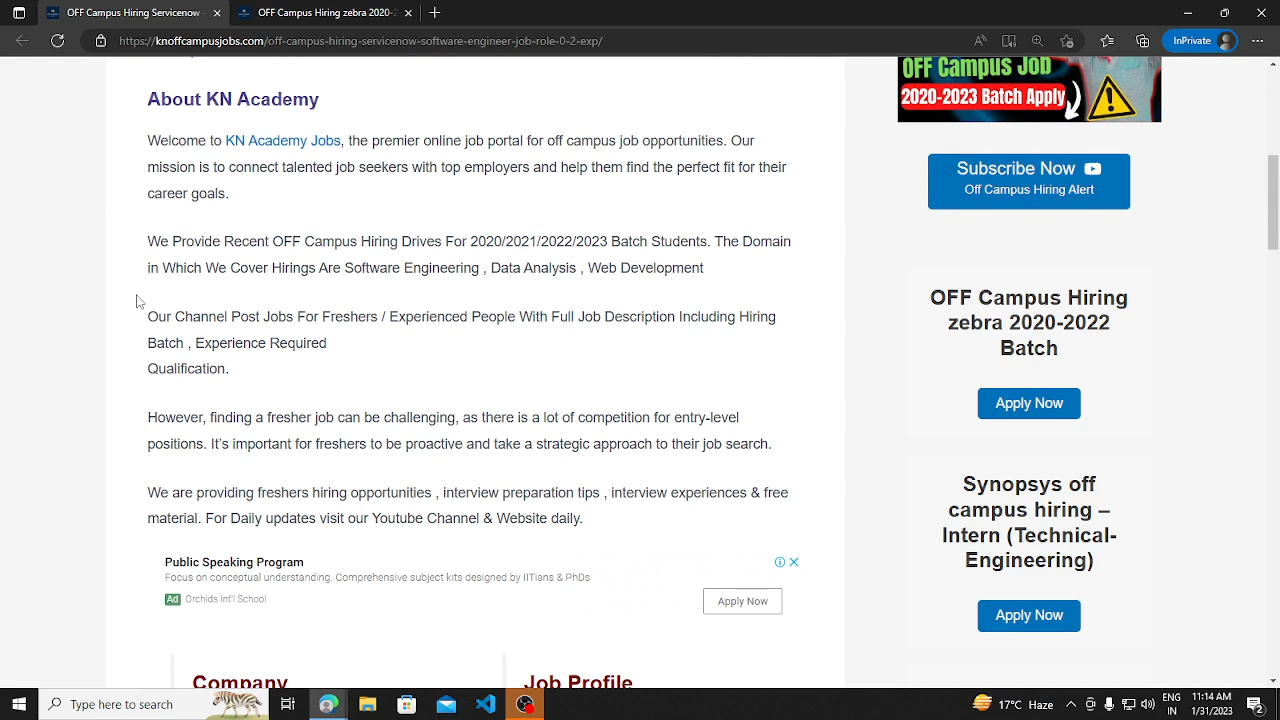 OFF Campus Hiring Servicenow
OFF Campus Hiring zebra 2020-2
https://knoffcampusjobs.com/off-campus-hiring-servicenow-software-engineer-job-role-0-2-exp/
InPrivate
About KN Academy
Welcome to KN Academy Jobs, the premier online job portal for off campus job opportunities. Our
mission is to connect talented job seekers with top employers and help them find the perfect fit for their
career goals.
We Provide Recent OFF Campus Hiring Drives For 2020/2021/2022/2023 Batch Students. The Domain
in Which We Cover Hirings Are Software Engineering , Data Analysis , Web Development
Our Channel Post Jobs For Freshers / Experienced People With Full Job Description Including Hiring
Batch , Experience Required
Qualification.
However, finding a fresher job can be challenging, as there is a lot of competition for entry-level
positions. It's important for freshers to be proactive and take a strategic approach to their job search.
We are providing freshers hiring opportunities , interview preparation tips , interview experiences & free
material. For Daily updates visit our Youtube Channel & Website daily.
Public Speaking Program
Focus on conceptual understanding. Comprehensive subject kits designed by IITians & PhDs
Ad Orchids Int'l School
Apply Now
Company
Job Profile
OFF Campus Job
2020-2023 Batch Apply
Subscribe Now
Off Campus Hiring Alert
OFF Campus Hiring
zebra 2020-2022
Batch
Apply Now
Synopsys off
campus hiring –
Intern (Technical-
Engineering)
Apply Now
Type here to search
17°C Haze
ENG
IN
11:14 AM
1/31/2023
2